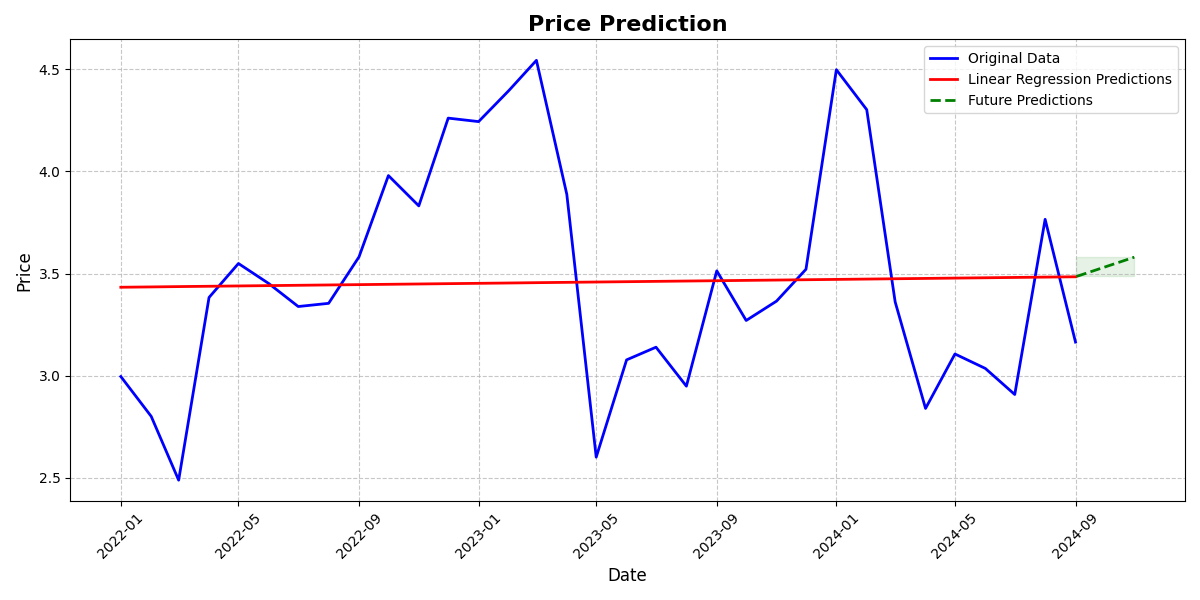 Price Prediction
Original Data
Linear Regression Predictions
Future Predictions
Price
4.5
4.0
3.5
3.0
2.5
2022-01
2022-05
2022-09
2023-01
2023-05
2023-09
2024-01
2024-05
2024-09
Date